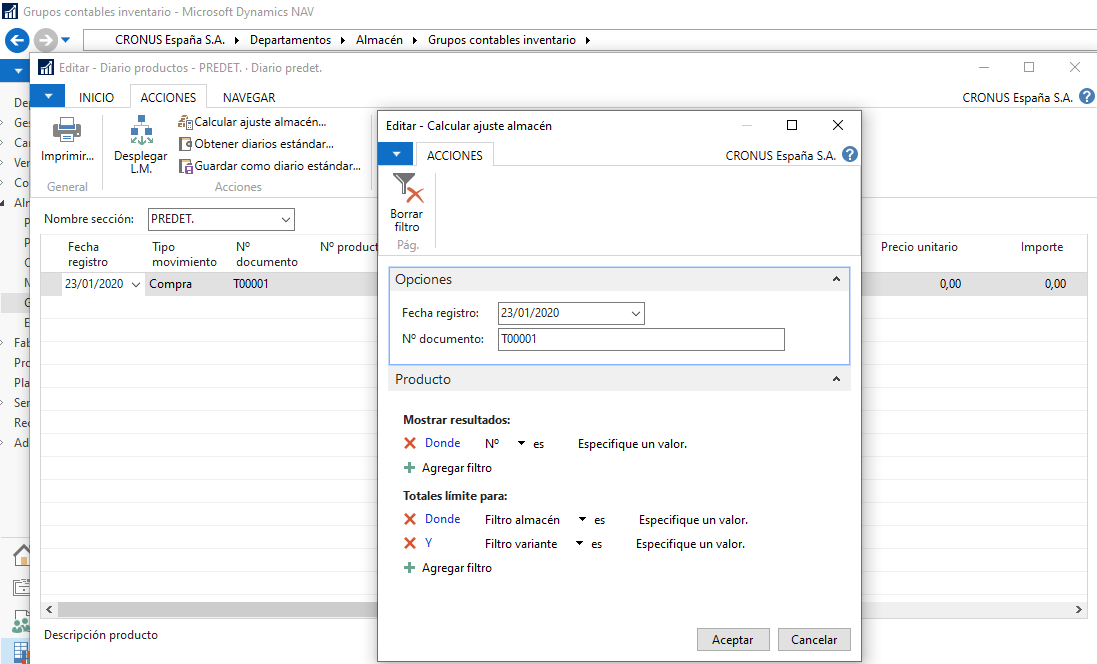 Grupos contables inventario - Microsoft Dynamics NAV
CRONUS España S.A. Departamentos Almacén Grupos contables inventario
Editar - Diario productos - PREDET. · Diario predet.
INICIO ACCIONES NAVEGAR CRONUS España S.A.
Imprimir...
General
Desplegar
L.M.
Calcular ajuste almacén...
Obtener diarios estándar...
Guardar como diario estándar...
Acciones
Nombre sección: PREDET.
Fecha registro Tipo movimiento Nº documento Nº product Precio unitario Importe
23/01/2020 Compra T00001 0,00 0,00
Descripción producto
Editar - Calcular ajuste almacén
ACCIONES CRONUS España S.A.
Borrar
filtro
Pág.
Opciones
Fecha registro: 23/01/2020
Nº documento: T00001
Producto
Mostrar resultados:
Donde Nº es Especifique un valor.
Agregar filtro
Totales límite para:
Donde Filtro almacén es Especifique un valor.
Y Filtro variante es Especifique un valor.
Agregar filtro
Aceptar Cancelar